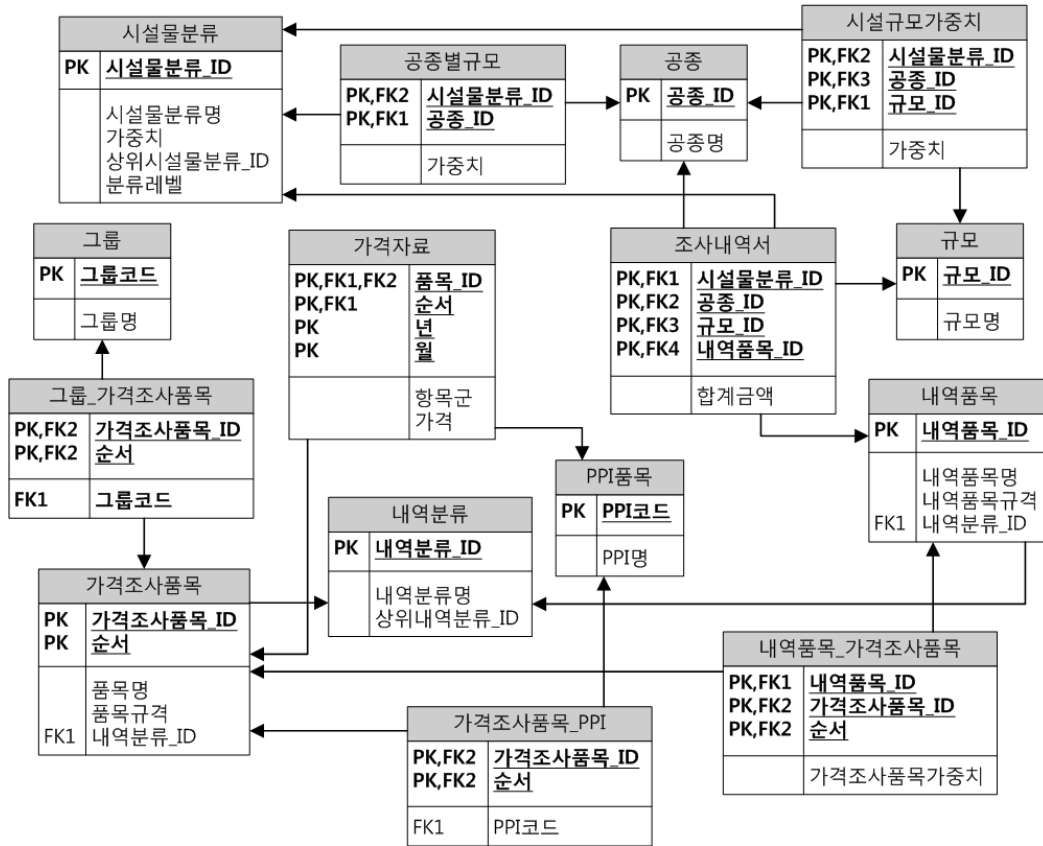 시설물분류
PK 시설물분류_ID
시설물분류명
가중치
상위시설물분류_ID
분류레벨
공종별규모
PK,FK2 시설물분류_ID
PK,FK1 공종_ID
가중치
공종
PK 공종_ID
공종명
시설규모가중치
PK,FK2 시설물분류_ID
PK,FK3 공종_ID
PK,FK1 규모_ID
가중치
그룹
PK 그룹코드
그룹명
가격자료
PK,FK1,FK2 품목_ID
PK,FK1 순서
PK 년
PK 월
항목군
가격
조사내역서
PK,FK1 시설물분류_ID
PK,FK2 공종_ID
PK,FK3 규모_ID
PK,FK4 내역품목_ID
합계금액
규모
PK 규모_ID
규모명
그룹_가격조사품목
PK,FK2 가격조사품목_ID
PK,FK2 순서
FK1 그룹코드
내역품목
PK 내역품목_ID
내역품목명
내역품목규격
FK1 내역분류_ID
PPI품목
PK PPI코드
PPI명
내역분류
PK 내역분류_ID
내역분류명
상위내역분류_ID
가격조사품목
PK 가격조사품목_ID
PK 순서
품목명
품목규격
FK1 내역분류_ID
내역품목_가격조사품목
PK,FK1 내역품목_ID
PK,FK2 가격조사품목_ID
PK,FK2 순서
가격조사품목가중치
가격조사품목_PPI
PK,FK2 가격조사품목_ID
PK,FK2 순서
FK1 PPI코드